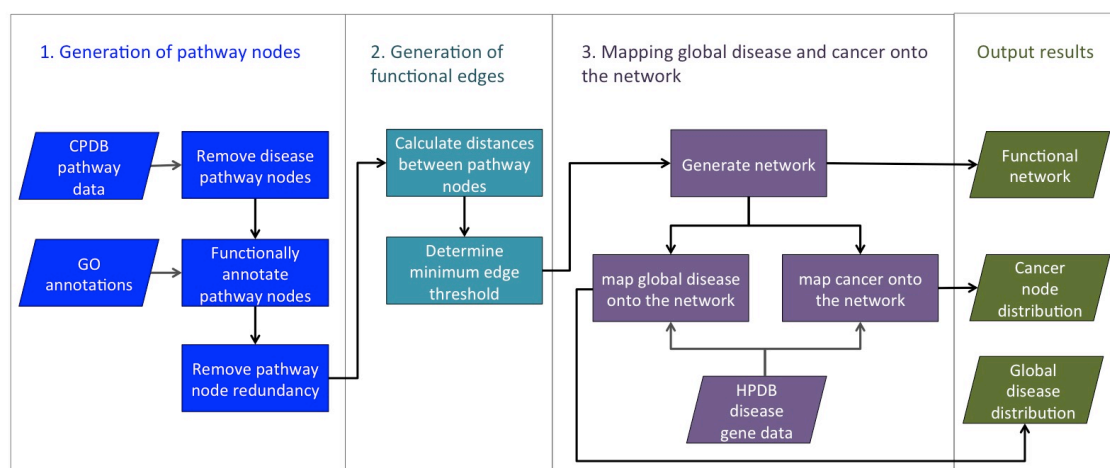 1. Generation of pathway nodes
CPDB
pathway
data
Remove disease
pathway nodes
GO
annotations
Functionally
annotate
pathway nodes
Remove pathway
node redundancy
2. Generation of
functional edges
Calculate distances
between pathway
nodes
Determine
minimum edge
threshold
3. Mapping global disease and cancer onto
the network
Generate network
map global disease
onto the network
map cancer onto
the network
HPDB
disease
gene data
Output results
Functional
network
Cancer
node
distribution
Global
disease
distribution